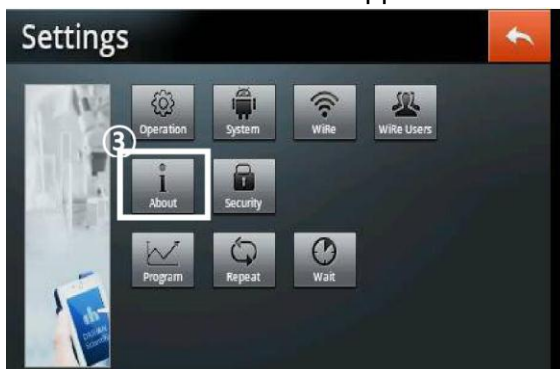 Settings
Operation System WiRe WiRe Users
③
About Security
Program Repeat Wait